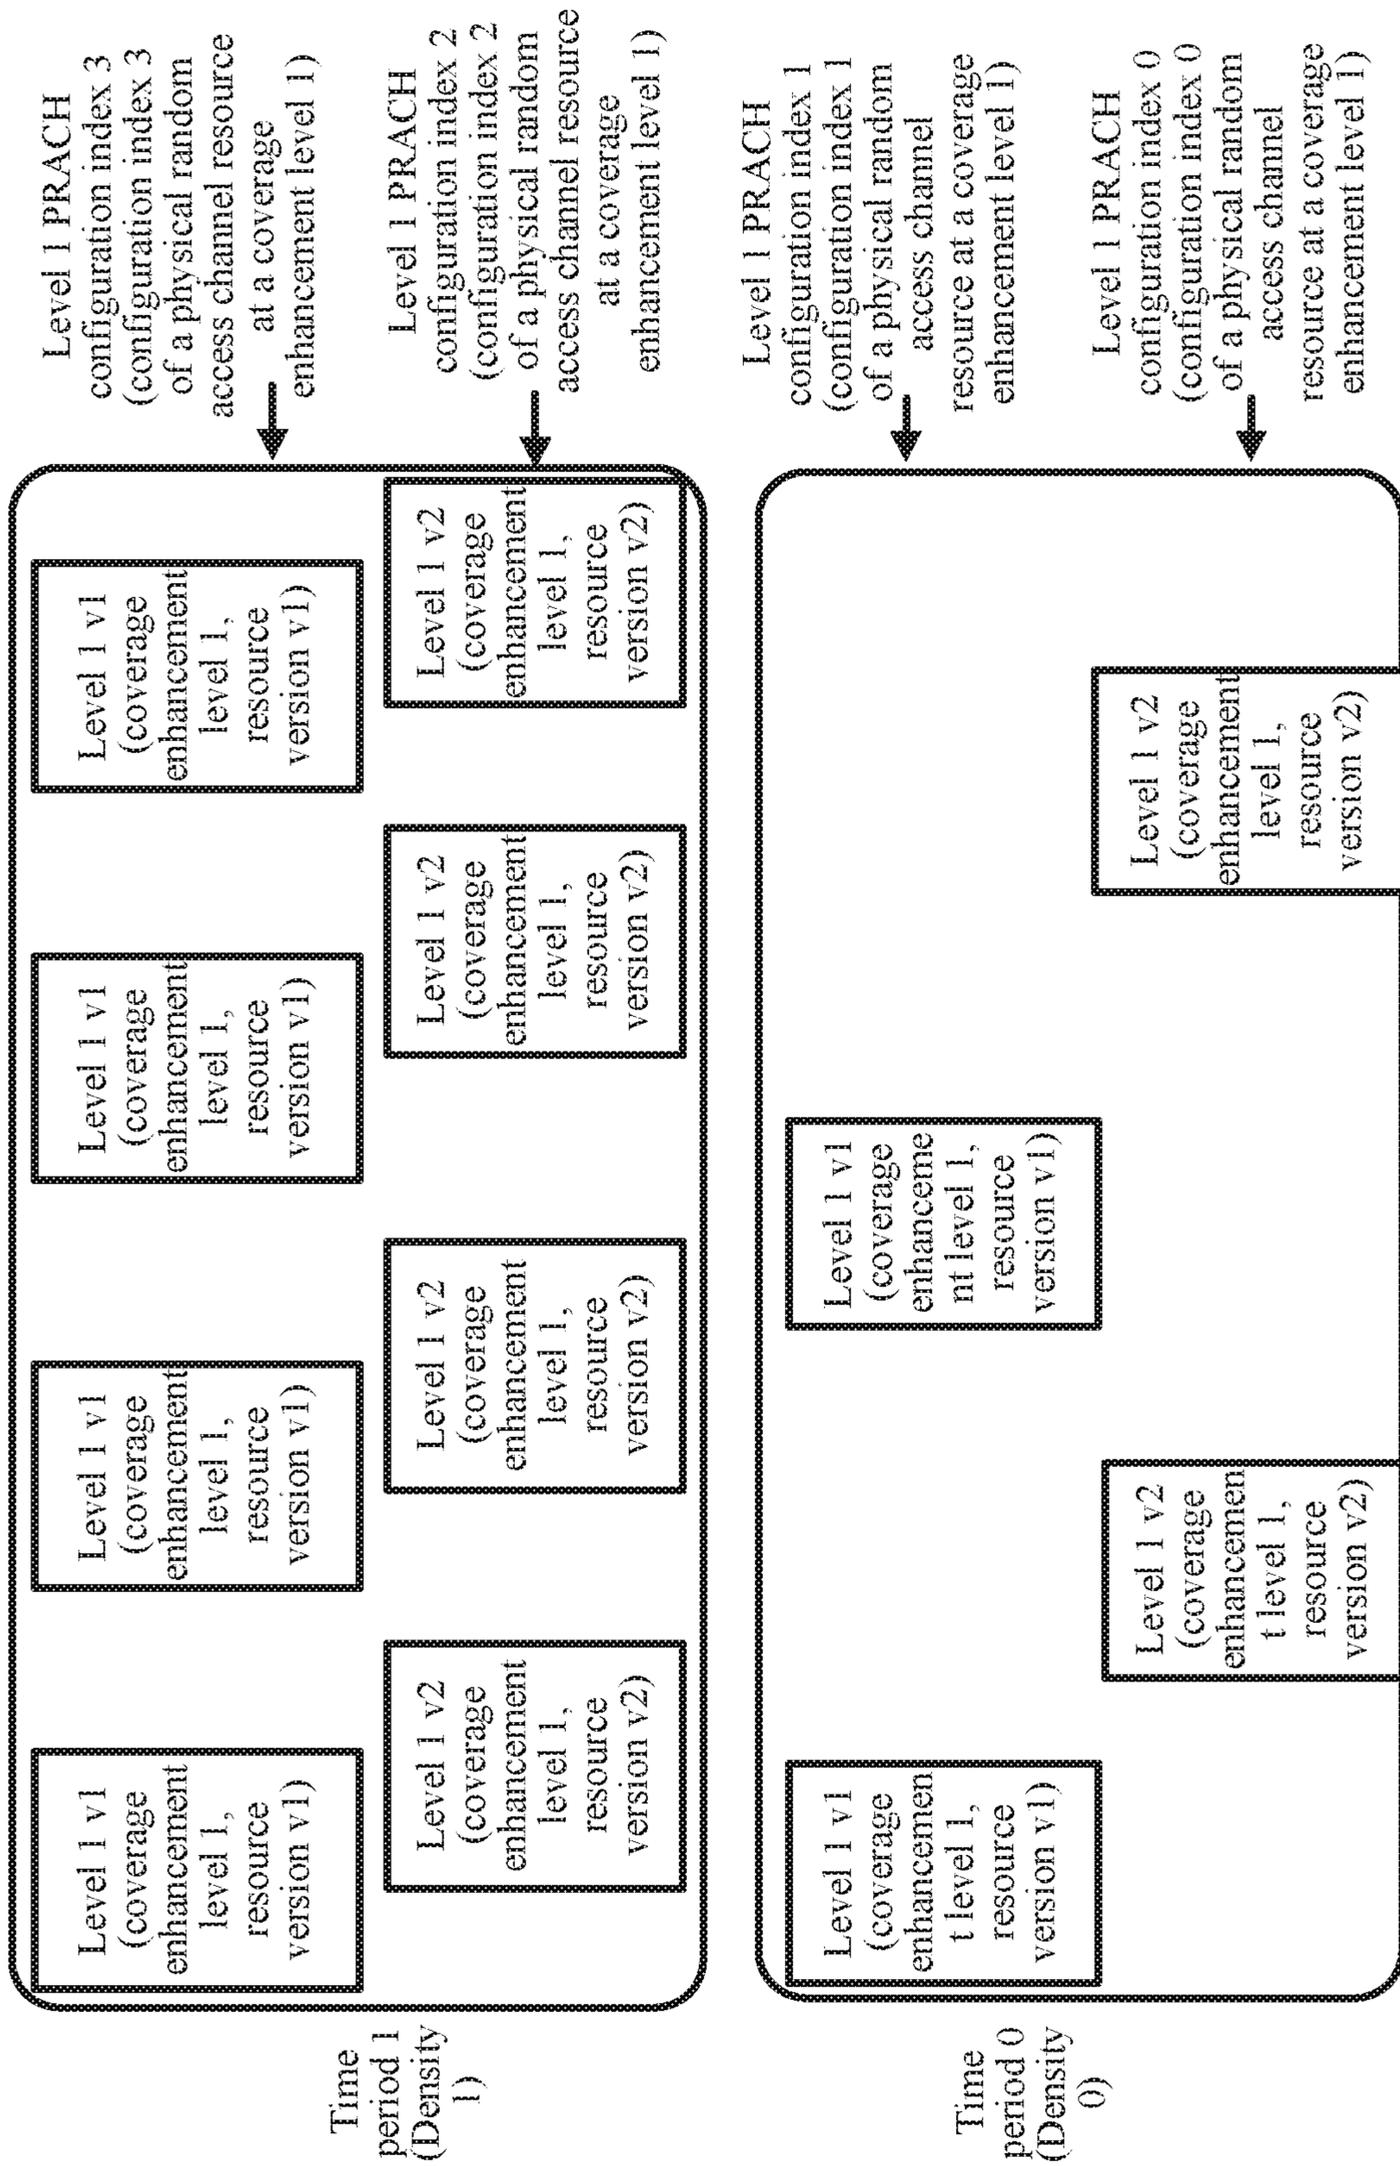 Time
period 1
(Density
1)
Level 1 v1
(coverage
enhancement
level 1,
resource
version v1)
Level 1 v1
(coverage
enhancement
level 1,
resource
version v1)
Level 1 v1
(coverage
enhancement
level 1,
resource
version v1)
Level 1 v1
(coverage
enhancement
level 1,
resource
version v1)
Level 1 PRACH
configuration index 3
(configuration index 3
of a physical random
access channel resource
at a coverage
enhancement level 1)
Level 1 v2
(coverage
enhancement
level 1,
resource
version v2)
Level 1 v2
(coverage
enhancement
level 1,
resource
version v2)
Level 1 v2
(coverage
enhancement
level 1,
resource
version v2)
Level 1 v2
(coverage
enhancement
level 1,
resource
version v2)
Level 1 PRACH
configuration index 2
(configuration index 2
of a physical random
access channel resource
at a coverage
enhancement level 1)
Time
period 0
(Density
0)
Level 1 v1
(coverage
enhancemen
t level 1,
resource
version v1)
Level 1 v1
(coverage
enhanceme
nt level 1,
resource
version v1)
Level 1 PRACH
configuration index 1
(configuration index 1
of a physical random
access channel
resource at a coverage
enhancement level 1)
Level 1 v2
(coverage
enhancemen
t level 1,
resource
version v2)
Level 1 v2
(coverage
enhancement
level 1,
resource
version v2)
Level 1 PRACH
configuration index 0
(configuration index 0
of a physical random
access channel
resource at a coverage
enhancement level 1)